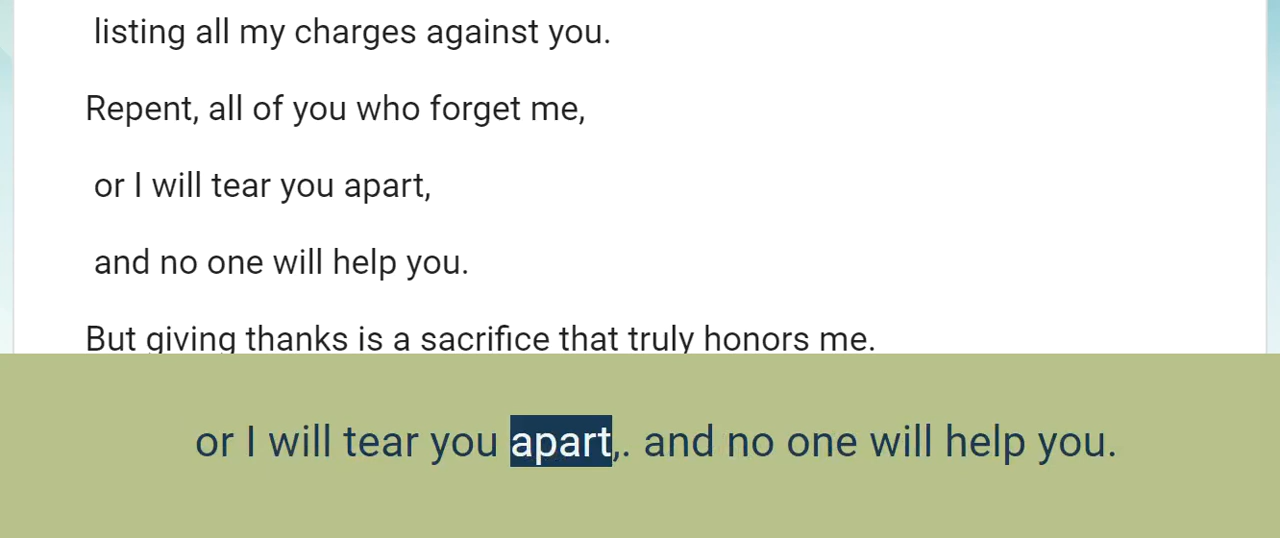 listing all my charges against you.
Repent, all of you who forget me,
or I will tear you apart,
and no one will help you.
But giving thanks is a sacrifice that truly honors me.
or I will tear you apart,. and no one will help you.